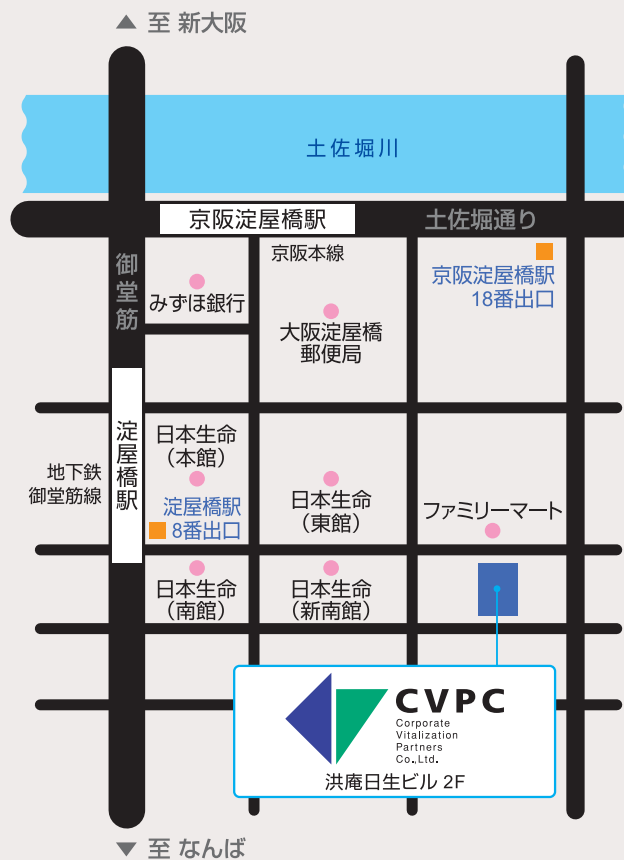 ▲ 至 新大阪
土佐堀川
京阪淀屋橋駅
土佐堀通り
京阪本線
御堂筋
みずほ銀行
大阪淀屋橋
郵便局
京阪淀屋橋駅
18番出口
淀屋橋駅
地下鉄
御堂筋線
日本生命
（本館）
淀屋橋駅
8番出口
日本生命
（東館）
ファミリーマート
日本生命
（南館）
日本生命
（新南館）
CVPC
Corporate
Vitalization
Partners
Co.,Ltd.
洪庵日生ビル 2F
▼ 至 なんば